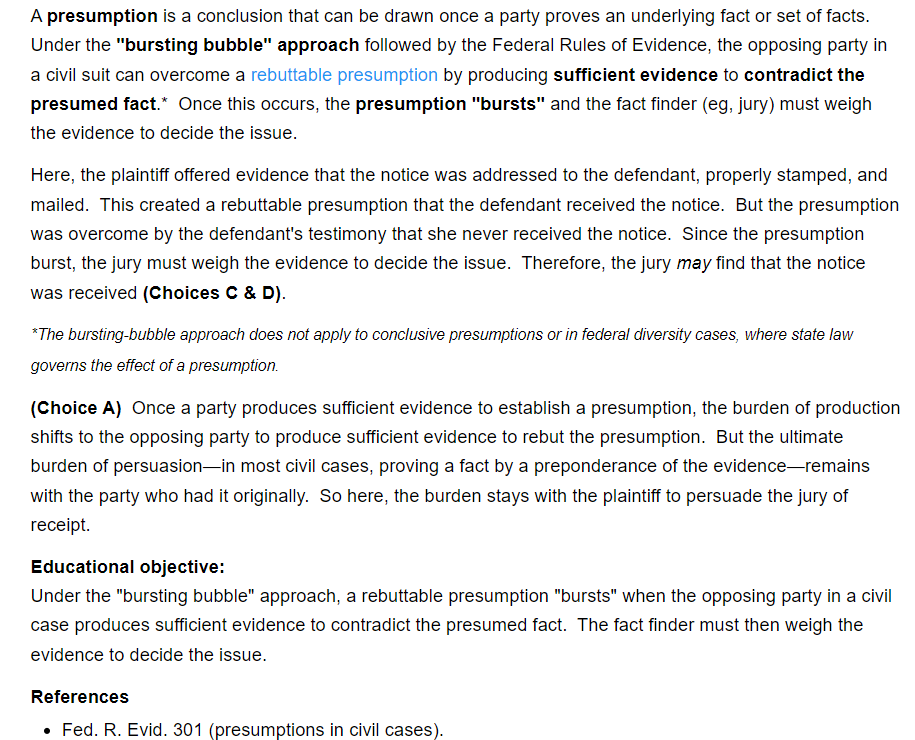 A presumption is a conclusion that can be drawn once a party proves an underlying fact or set of facts.
Under the "bursting bubble" approach followed by the Federal Rules of Evidence, the opposing party in
a civil suit can overcome a rebuttable presumption by producing sufficient evidence to contradict the
presumed fact.* Once this occurs, the presumption "bursts" and the fact finder (eg, jury) must weigh
the evidence to decide the issue.
Here, the plaintiff offered evidence that the notice was addressed to the defendant, properly stamped, and
mailed. This created a rebuttable presumption that the defendant received the notice. But the presumption
was overcome by the defendant's testimony that she never received the notice. Since the presumption
burst, the jury must weigh the evidence to decide the issue. Therefore, the jury may find that the notice
was received (Choices C & D).
*The bursting-bubble approach does not apply to conclusive presumptions or in federal diversity cases, where state law
governs the effect of a presumption.
(Choice A) Once a party produces sufficient evidence to establish a presumption, the burden of production
shifts to the opposing party to produce sufficient evidence to rebut the presumption. But the ultimate
burden of persuasion—in most civil cases, proving a fact by a preponderance of the evidence—remains
with the party who had it originally. So here, the burden stays with the plaintiff to persuade the jury of
receipt.
Educational objective:
Under the "bursting bubble" approach, a rebuttable presumption "bursts" when the opposing party in a civil
case produces sufficient evidence to contradict the presumed fact. The fact finder must then weigh the
evidence to decide the issue.
References
• Fed. R. Evid. 301 (presumptions in civil cases).